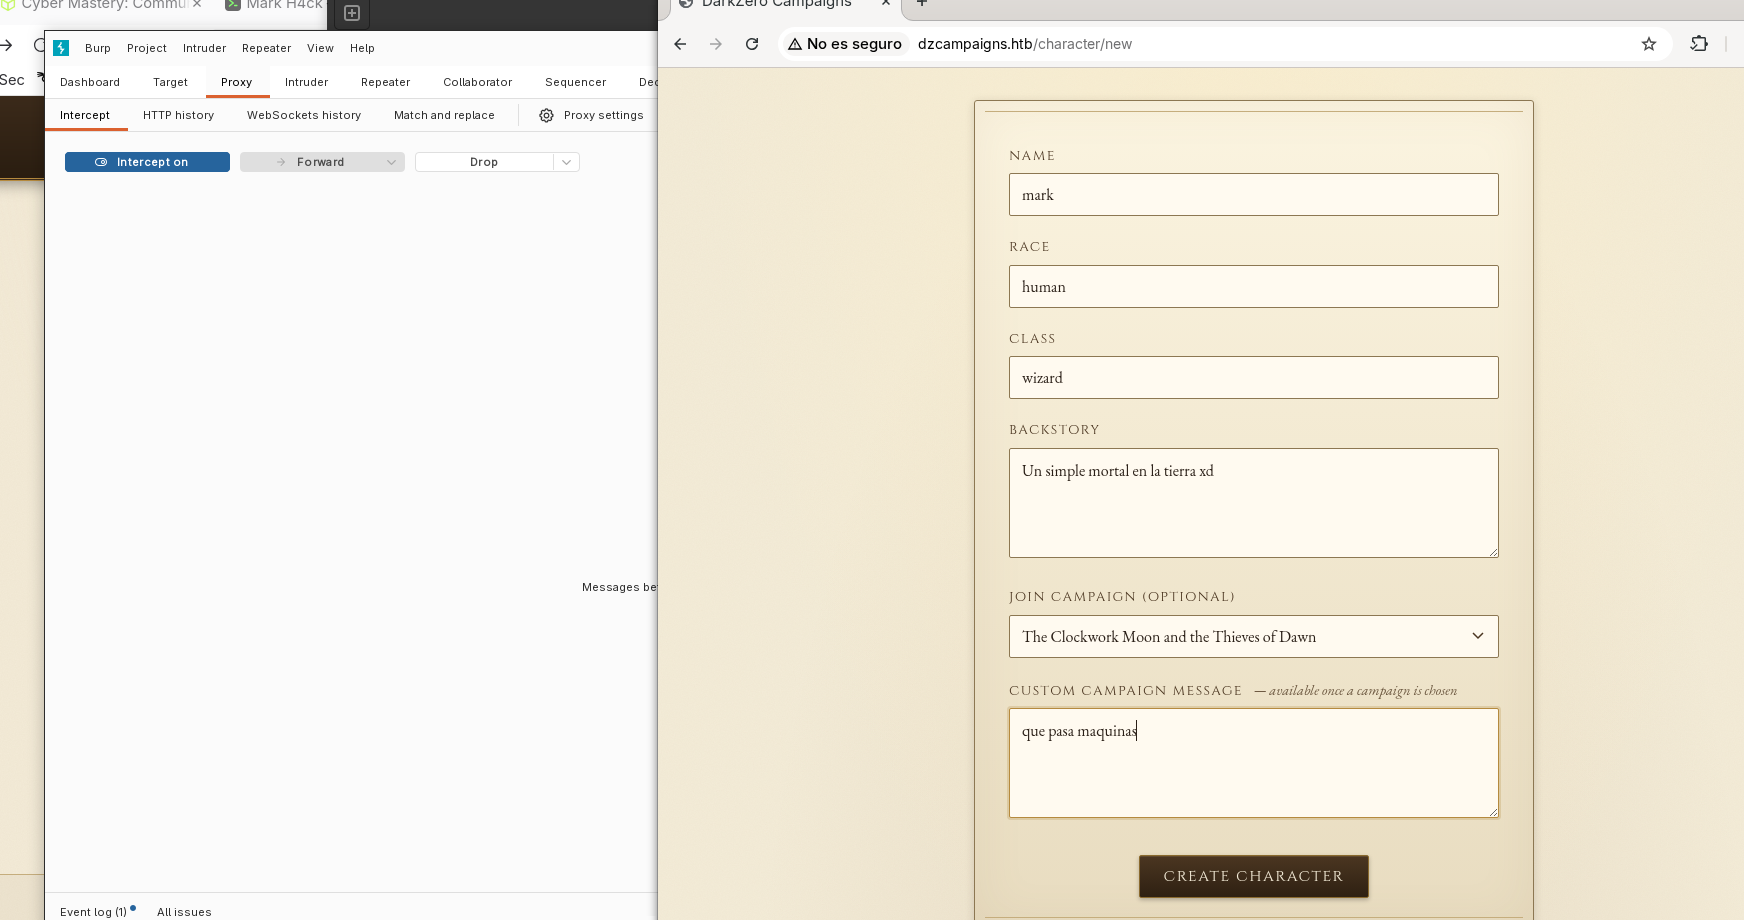 Cyber Mastery: Commu
Mark H4ck
Sec
Burp Project Intruder Repeater View Help
Dashboard Target Proxy Intruder Repeater Collaborator Sequencer Dec
Intercept HTTP history WebSockets history Match and replace Proxy settings
Intercept on Forward Drop
Messages be
Event log (1) All issues
DarkZero Campaigns
No es seguro dzcampaigns.htb/character/new
NAME
mark
RACE
human
CLASS
wizard
BACKSTORY
Un simple mortal en la tierra xd
JOIN CAMPAIGN (OPTIONAL)
The Clockwork Moon and the Thieves of Dawn
CUSTOM CAMPAIGN MESSAGE — available once a campaign is chosen
que pasa maquinas
CREATE CHARACTER